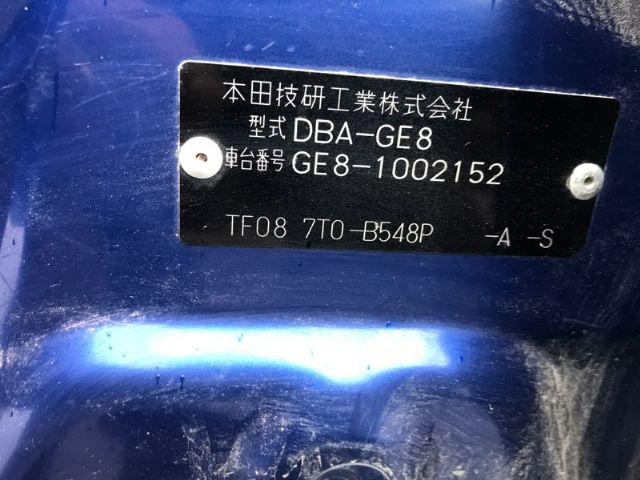 本田技研工業株式会社
型式 DBA-GE8
車台番号 GE8-1002152
TF08 7T0-B548P -A -S